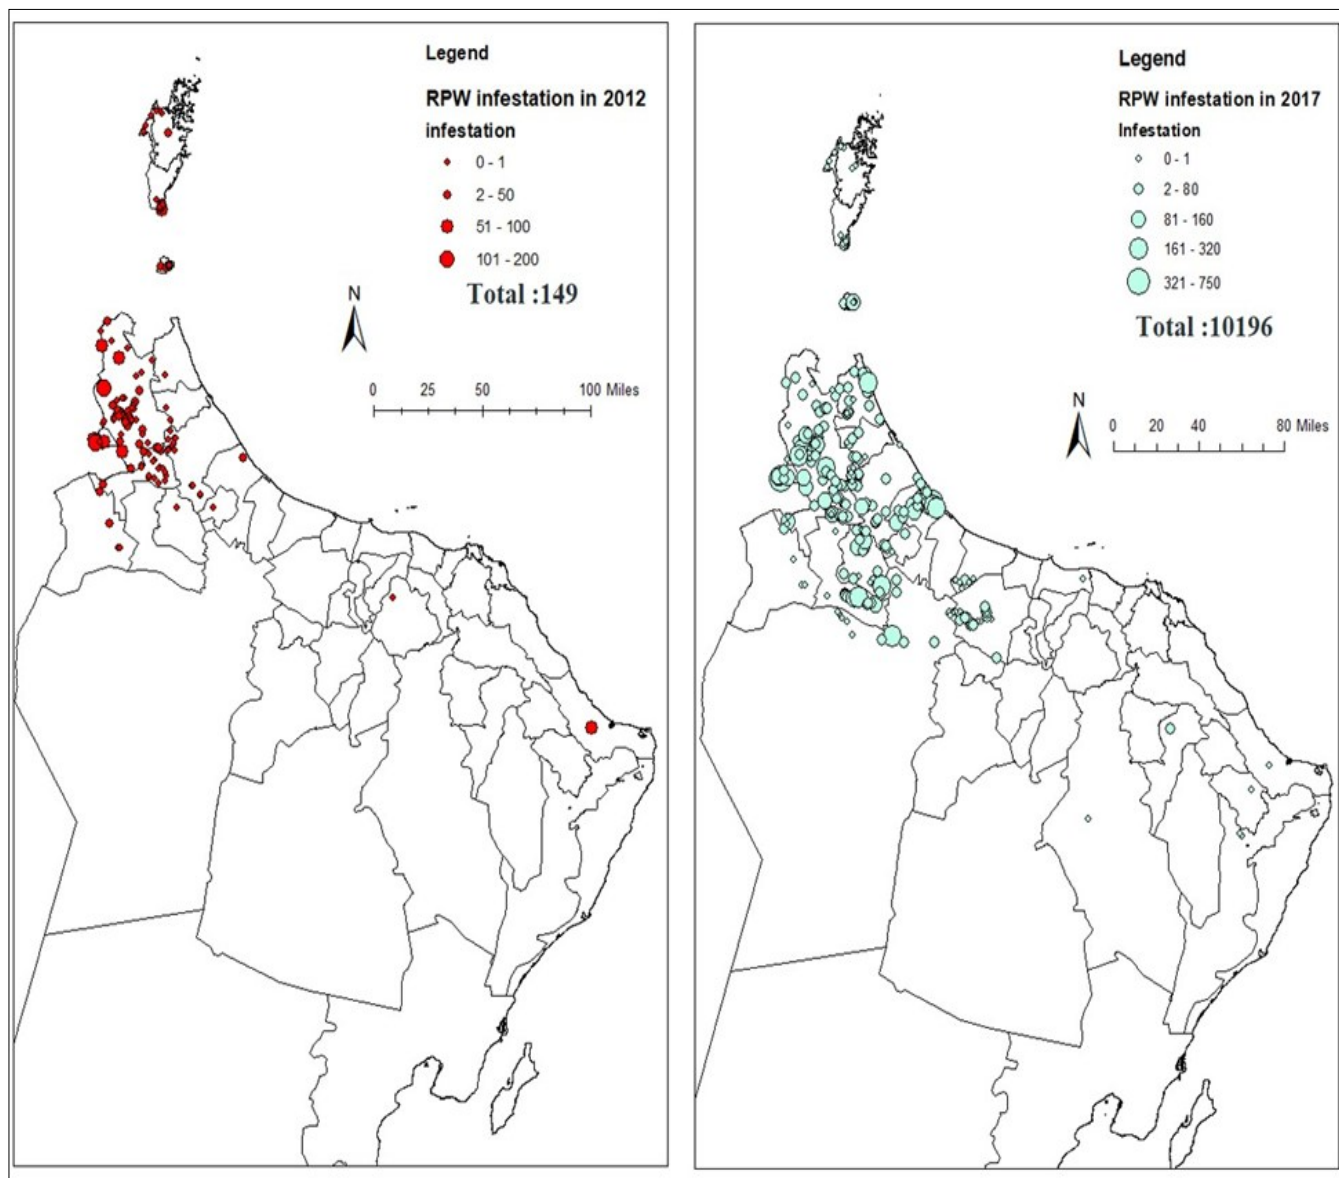 Legend
RPW infestation in 2012
infestation
0 - 1
2 - 50
51 - 100
101 - 200
Total :149
N
0 25 50 100 Miles
Legend
RPW infestation in 2017
Infestation
0 - 1
2 - 80
81 - 160
161 - 320
321 - 750
Total :10196
N
0 20 40 80 Miles